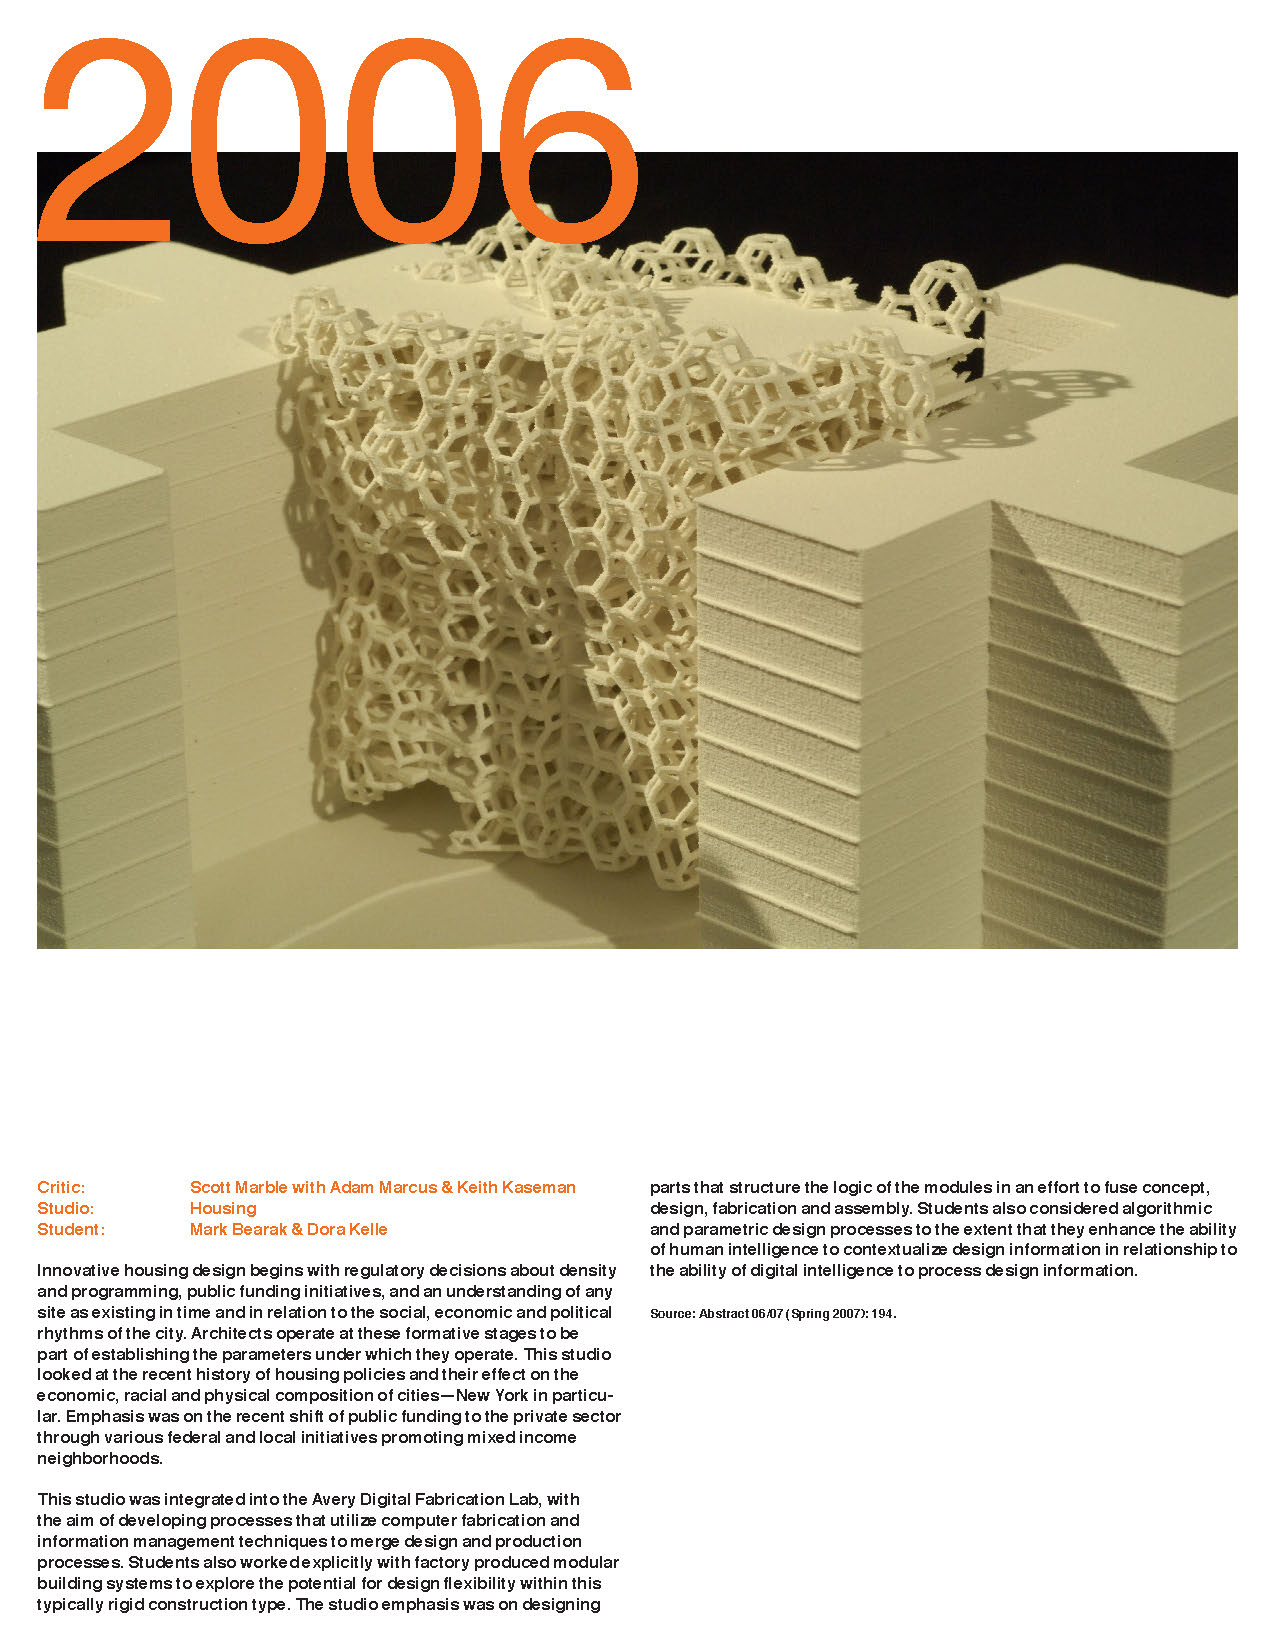 2006
Critic: Scott Marble with Adam Marcus & Keith Kaseman
Studio: Housing
Student: Mark Bearak & Dora Kelle
Innovative housing design begins with regulatory decisions about density
and programming, public funding initiatives, and an understanding of any
site as existing in time and in relation to the social, economic and political
rhythms of the city. Architects operate at these formative stages to be
part of establishing the parameters under which they operate. This studio
looked at the recent history of housing policies and their effect on the
economic, racial and physical composition of cities—New York in particu-
lar. Emphasis was on the recent shift of public funding to the private sector
through various federal and local initiatives promoting mixed income
neighborhoods.
This studio was integrated into the Avery Digital Fabrication Lab, with
the aim of developing processes that utilize computer fabrication and
information management techniques to merge design and production
processes. Students also worked explicitly with factory produced modular
building systems to explore the potential for design flexibility within this
typically rigid construction type. The studio emphasis was on designing
parts that structure the logic of the modules in an effort to fuse concept,
design, fabrication and assembly. Students also considered algorithmic
and parametric design processes to the extent that they enhance the ability
of human intelligence to contextualize design information in relationship to
the ability of digital intelligence to process design information.
Source: Abstract 06/07 (Spring 2007): 194.